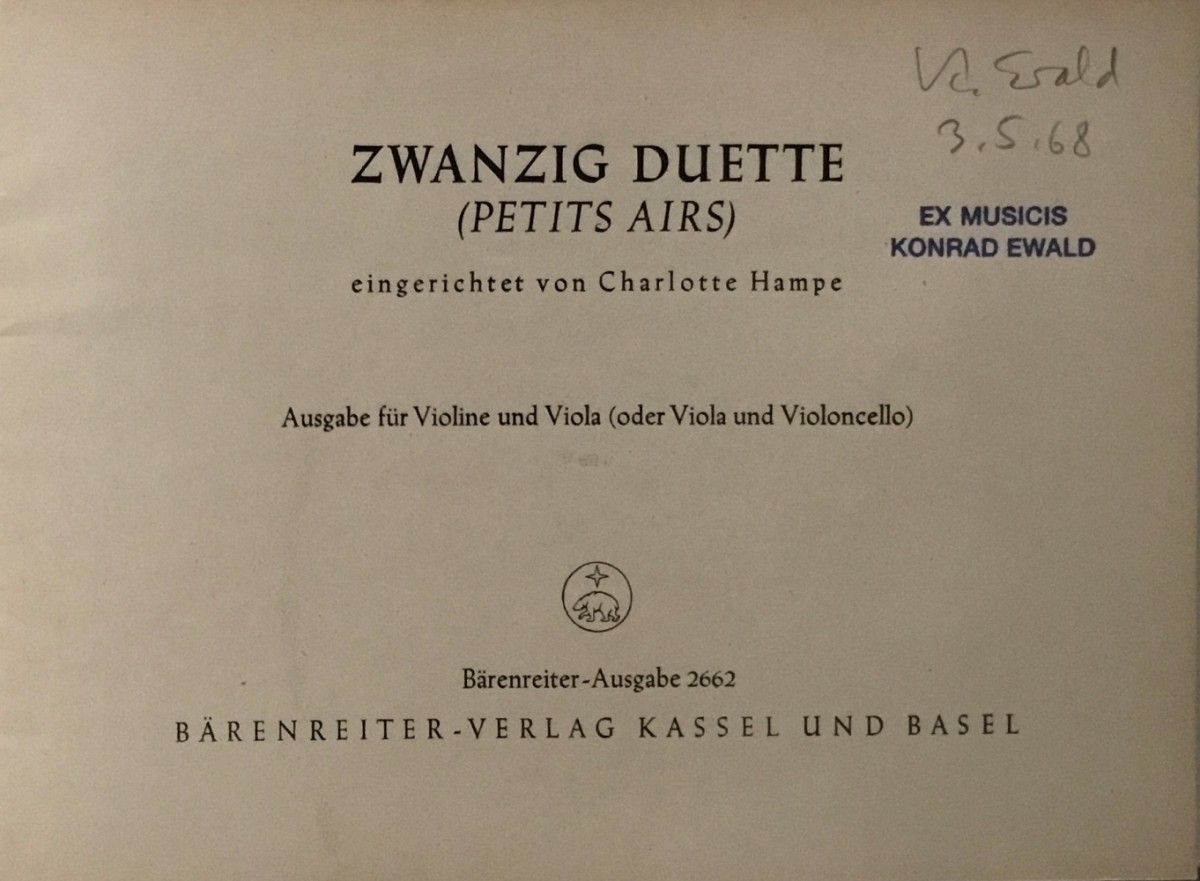 K. Ewald
3.5.68
ZWANZIG DUETTE
(PETITS AIRS)
EX MUSICIS
KONRAD EWALD
eingerichtet von Charlotte Hampe
Ausgabe für Violine und Viola (oder Viola und Violoncello)
Bärenreiter-Ausgabe 2662
BÄRENREITER-VERLAG KASSEL UND BASEL